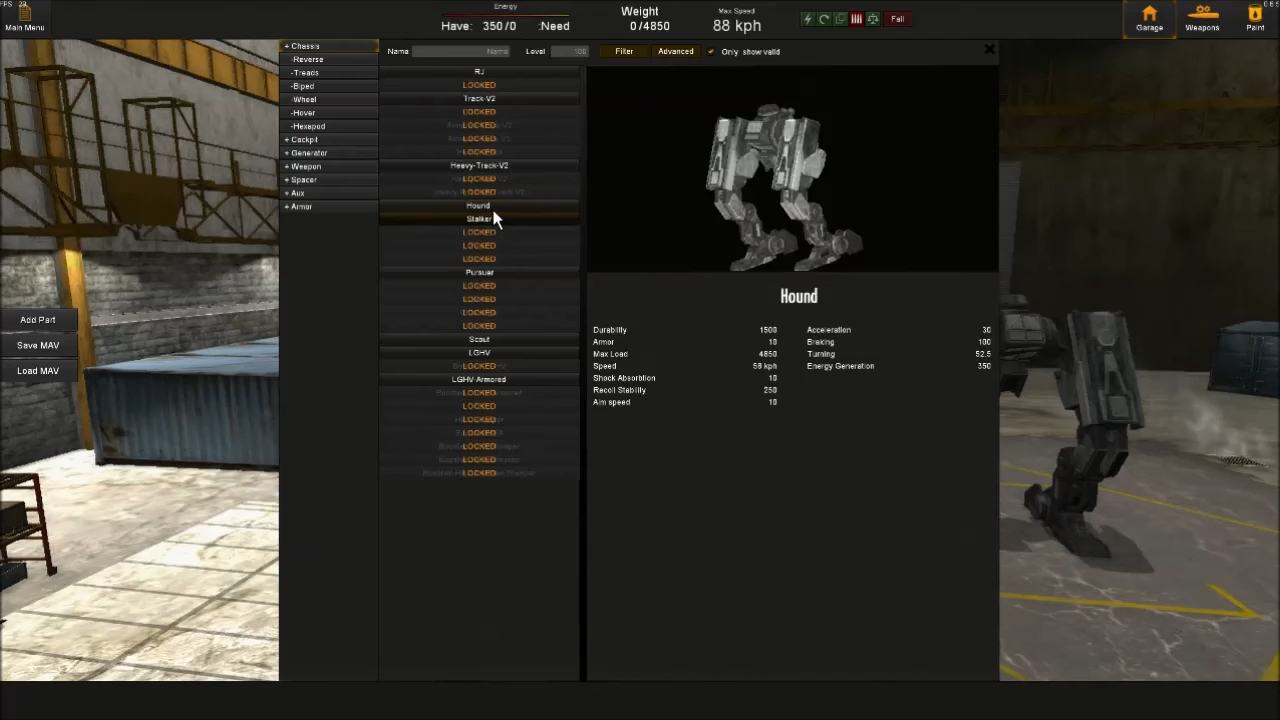 FPS
Main Menu
Energy
Have: 350/0 :Need
Weight
0/4850
Max Speed
88 kph
Fail
Garage
Weapons
Paint
+ Chassis
-Reverse
-Treads
-Biped
-Wheel
-Hover
-Hexapod
+ Cockpit
+ Generator
+ Weapon
+ Spacer
+ Aux
+ Armor
Name
Name
Level
100
Filter
Advanced
Only show valid
RJ
LOCKED
Track-V2
LOCKED
LOCKED
LOCKED
LOCKED
Heavy-Track-V2
LOCKED
LOCKED
Hound
Stalker
LOCKED
LOCKED
LOCKED
Pursuer
LOCKED
LOCKED
LOCKED
LOCKED
Scout
LGHV
LOCKED
LGHV Armored
LOCKED
LOCKED
LOCKED
LOCKED
LOCKED
LOCKED
LOCKED
Hound
Durability 1500
Armor 10
Max Load 4850
Speed 58 kph
Shock Absorbtion 10
Recoil Stability 250
Aim speed 10
Acceleration 30
Braking 100
Turning 52.5
Energy Generation 350
Add Part
Save MAV
Load MAV